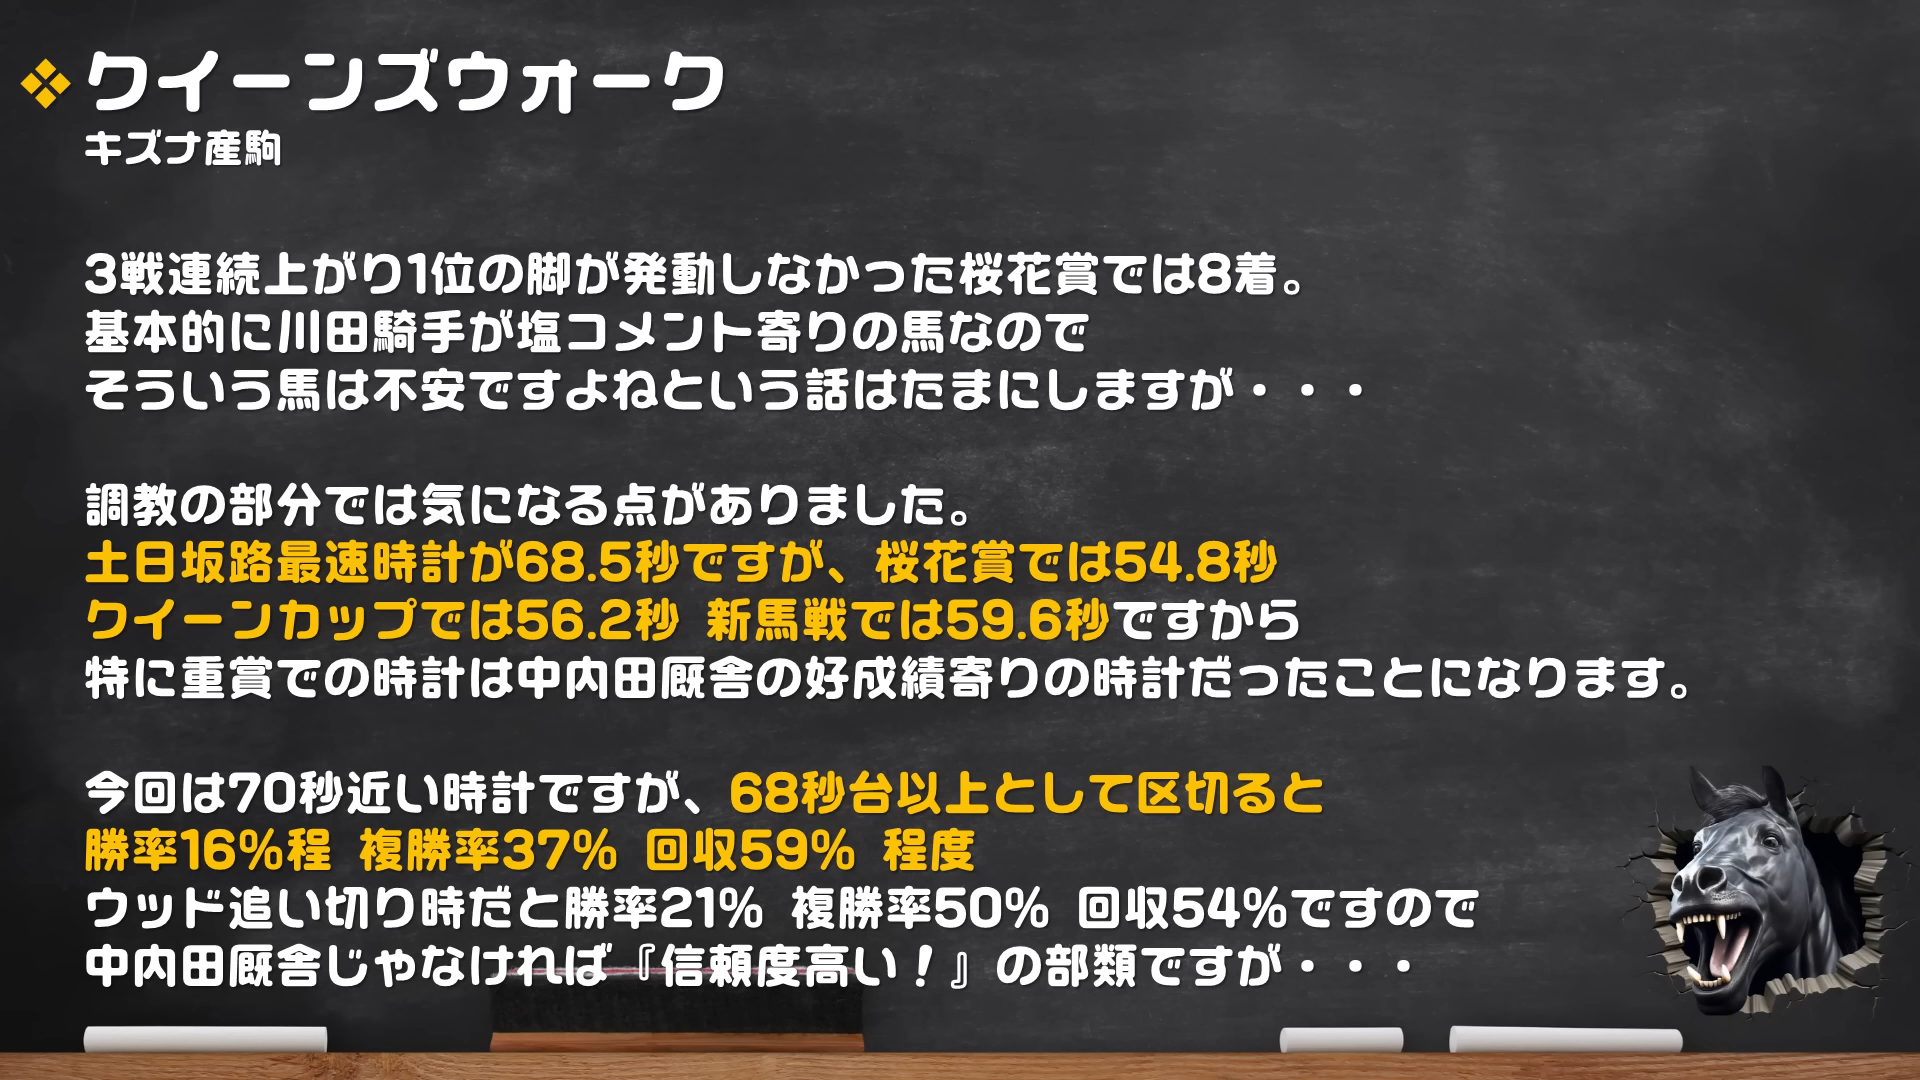 クイーンズウォーク
キズナ産駒
3戦連続上がり1位の脚が発動しなかった桜花賞では8着。
基本的に川田騎手が塩コメント寄りの馬なので
そういう馬は不安ですよねという話はたまにしますが・・・
調教の部分では気になる点がありました。
土日坂路最速時計が68.5秒ですが、桜花賞では54.8秒
クイーンカップでは56.2秒 新馬戦では59.6秒ですから
特に重賞での時計は中内田厩舎の好成績寄りの時計だったことになります。
今回は70秒近い時計ですが、68秒台以上として区切ると
勝率16%程 複勝率37% 回収59% 程度
ウッド追い切り時だと勝率21% 複勝率50% 回収54%ですので
中内田厩舎じゃなければ『信頼度高い！』の部類ですが・・・